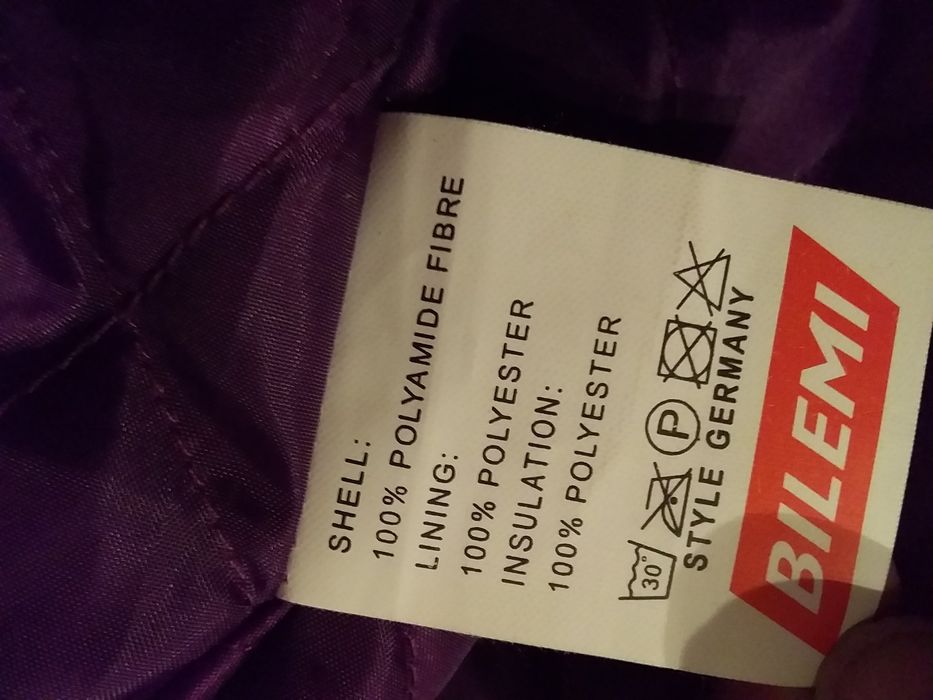 SHELL:
100% POLYAMIDE FIBRE
LINING:
100% POLYESTER
INSULATION:
100% POLYESTER
30° P
STYLE GERMANY
BILEMI